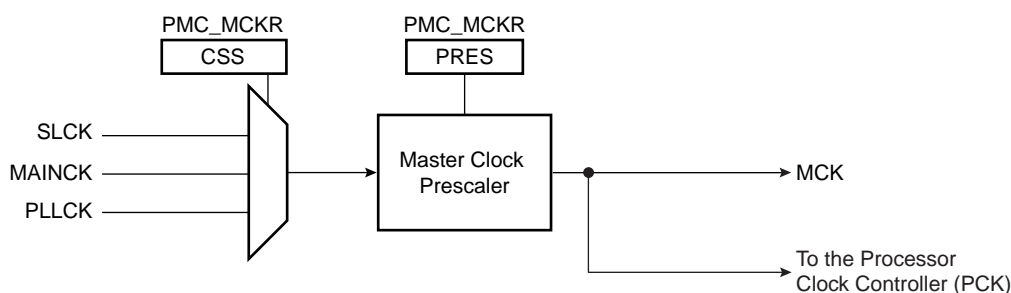 PMC_MCKR
PMC_MCKR
CSS
PRES
SLCK
MAINCK
PLLCK
Master Clock
Prescaler
MCK
To the Processor
Clock Controller (PCK)